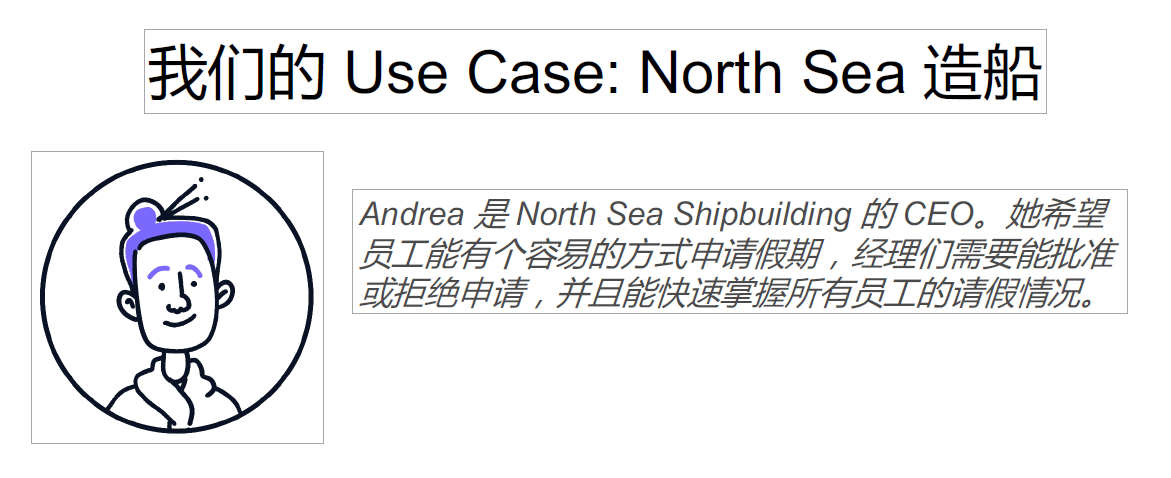 我们的 Use Case: North Sea 造船
Andrea 是 North Sea Shipbuilding 的 CEO。她希望
员工能有个容易的方式申请假期，经理们需要能批准
或拒绝申请，并且能快速掌握所有员工的请假情况。